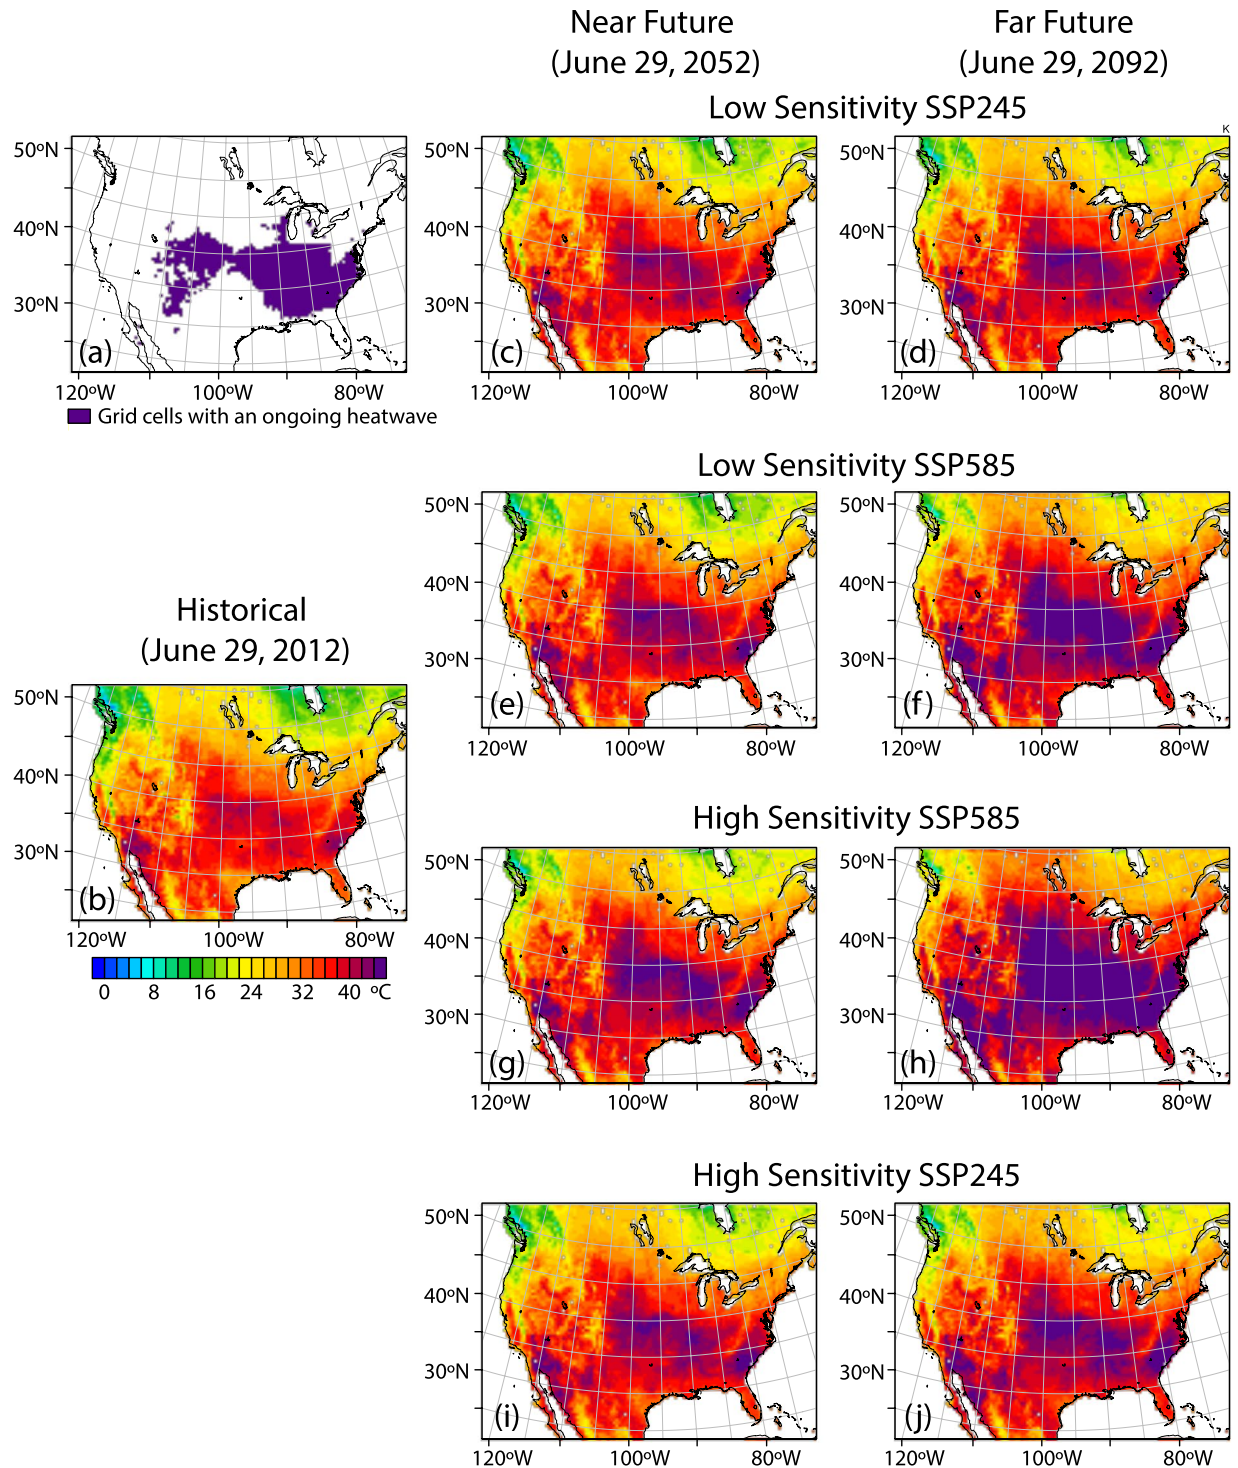 Near Future
(June 29, 2052)
Far Future
(June 29, 2092)
Low Sensitivity SSP245
K
50ºN
40ºN
30ºN
(a)
120ºW 100ºW 80ºW
Grid cells with an ongoing heatwave
50ºN
40ºN
30ºN
(c)
120ºW 100ºW 80ºW
50ºN
40ºN
30ºN
(d)
120ºW 100ºW 80ºW
Low Sensitivity SSP585
50ºN
40ºN
30ºN
(e)
120ºW 100ºW 80ºW
50ºN
40ºN
30ºN
(f)
120ºW 100ºW 80ºW
Historical
(June 29, 2012)
50ºN
40ºN
30ºN
(b)
120ºW 100ºW 80ºW
0 8 16 24 32 40 ºC
High Sensitivity SSP585
50ºN
40ºN
30ºN
(g)
120ºW 100ºW 80ºW
50ºN
40ºN
30ºN
(h)
120ºW 100ºW 80ºW
High Sensitivity SSP245
50ºN
40ºN
30ºN
(i)
120ºW 100ºW 80ºW
50ºN
40ºN
30ºN
(j)
120ºW 100ºW 80ºW